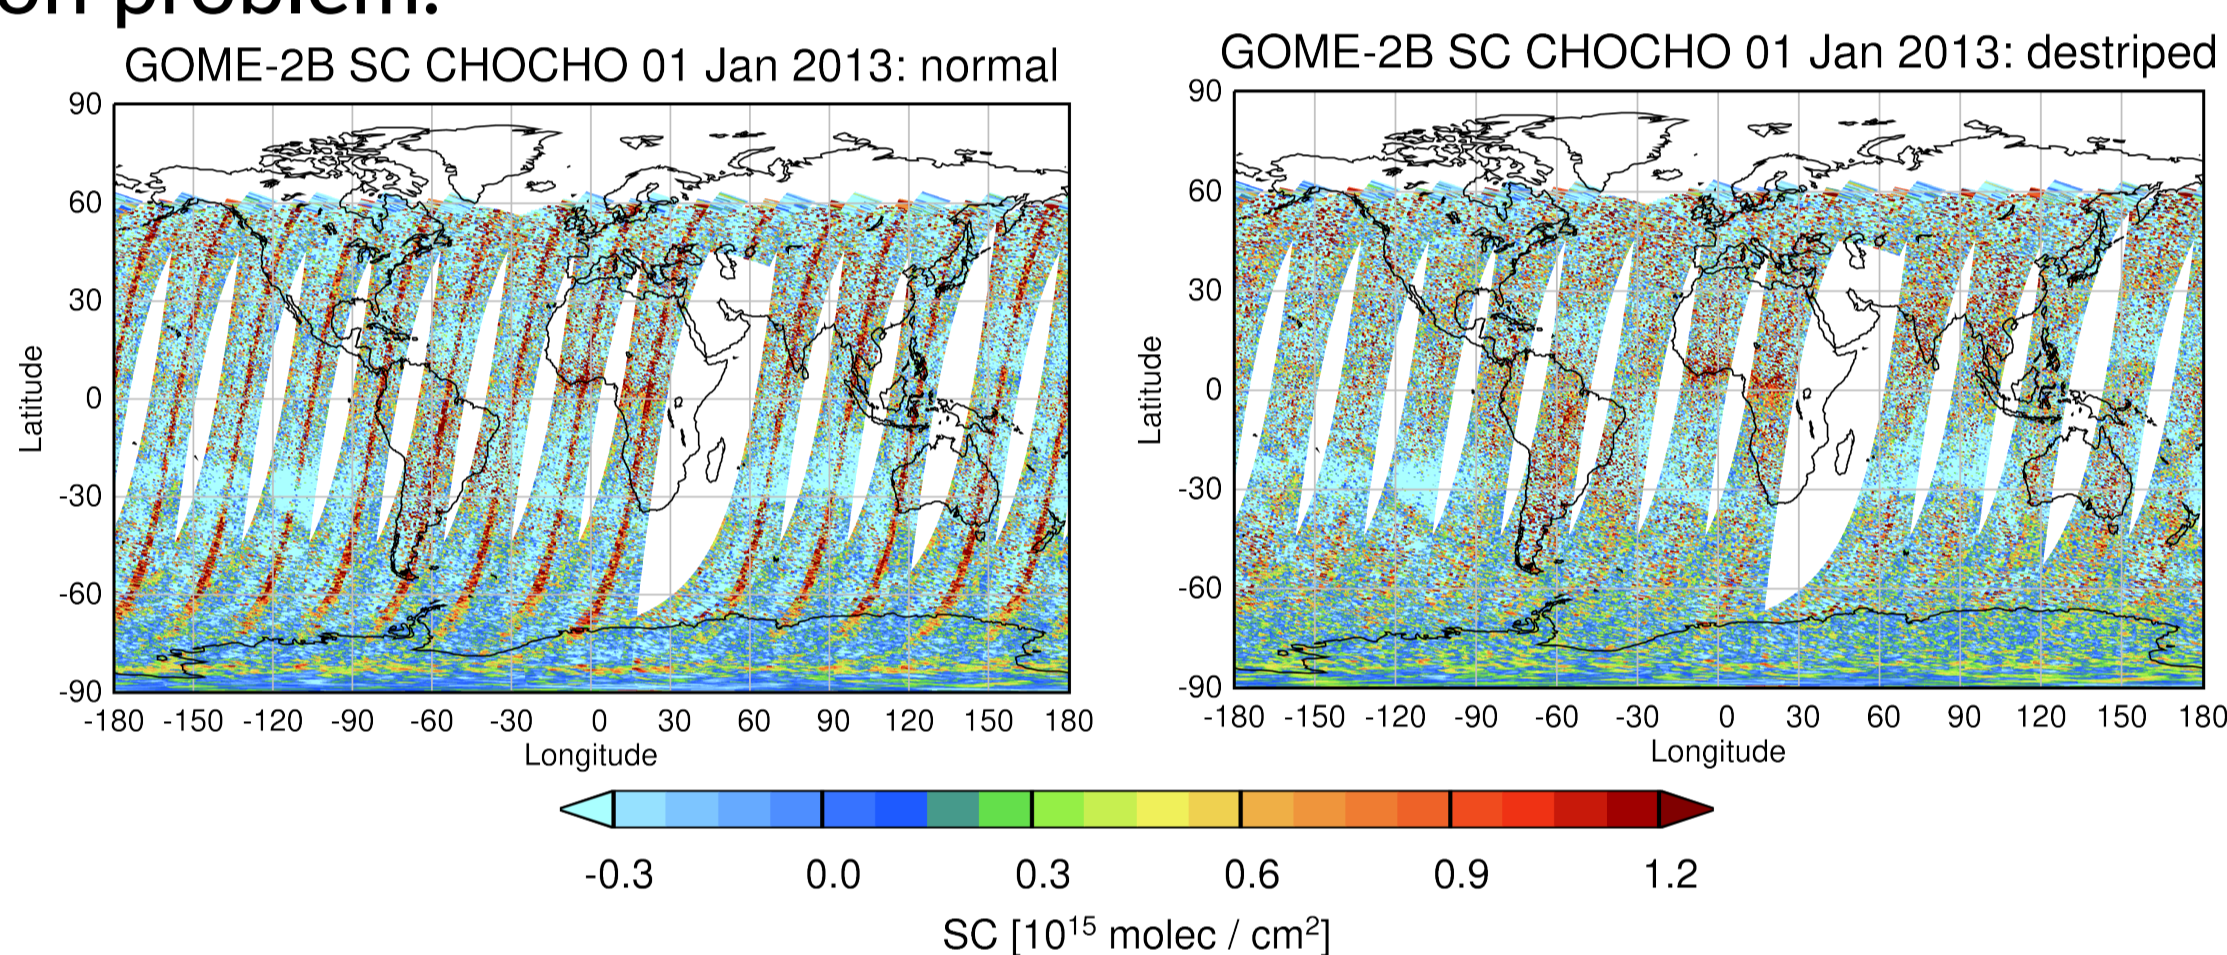 on problem.
GOME-2B SC CHOCHO 01 Jan 2013: normal
90
60
30
0
-30
-60
-90
Latitude
-180 -150 -120 -90 -60 -30 0 30 60 90 120 150 180
Longitude
GOME-2B SC CHOCHO 01 Jan 2013: destriped
90
60
30
0
-30
-60
-90
Latitude
-180 -150 -120 -90 -60 -30 0 30 60 90 120 150 180
Longitude
-0.3 0.0 0.3 0.6 0.9 1.2
SC [10¹⁵ molec / cm²]